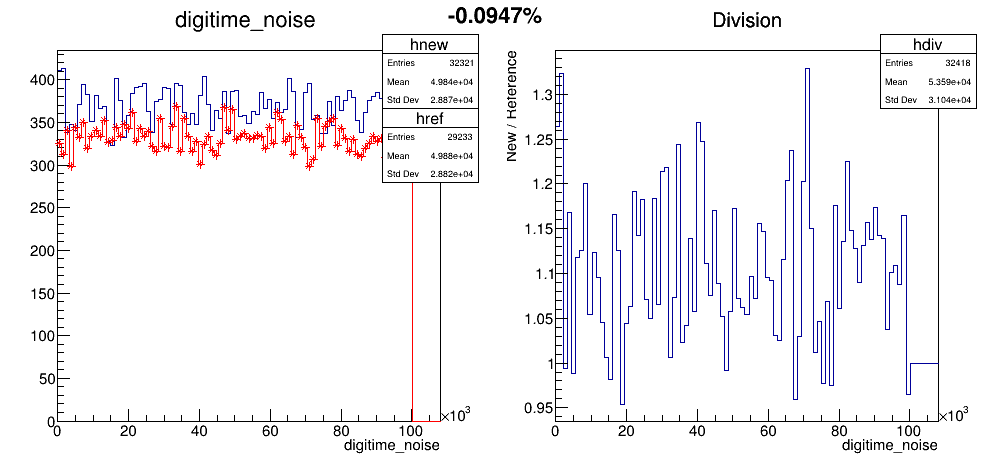 digitime_noise
-0.0947%
Division
hnew
Entries 32321
Mean 4.984e+04
Std Dev 2.887e+04
href
Entries 29233
Mean 4.988e+04
Std Dev 2.882e+04
400
350
300
250
200
150
100
50
0
0 20 40 60 80 100
×10³
digitime_noise
hdiv
Entries 32418
Mean 5.359e+04
Std Dev 3.104e+04
New / Reference
1.3
1.25
1.2
1.15
1.1
1.05
1
0.95
0 20 40 60 80 100
×10³
digitime_noise